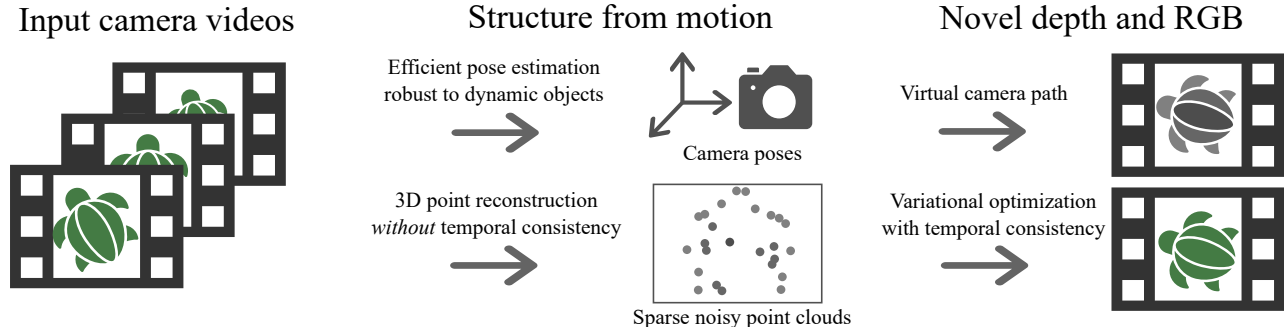 Input camera videos
Structure from motion
Novel depth and RGB
Efficient pose estimation
robust to dynamic objects
Camera poses
Virtual camera path
3D point reconstruction
without temporal consistency
Sparse noisy point clouds
Variational optimization
with temporal consistency